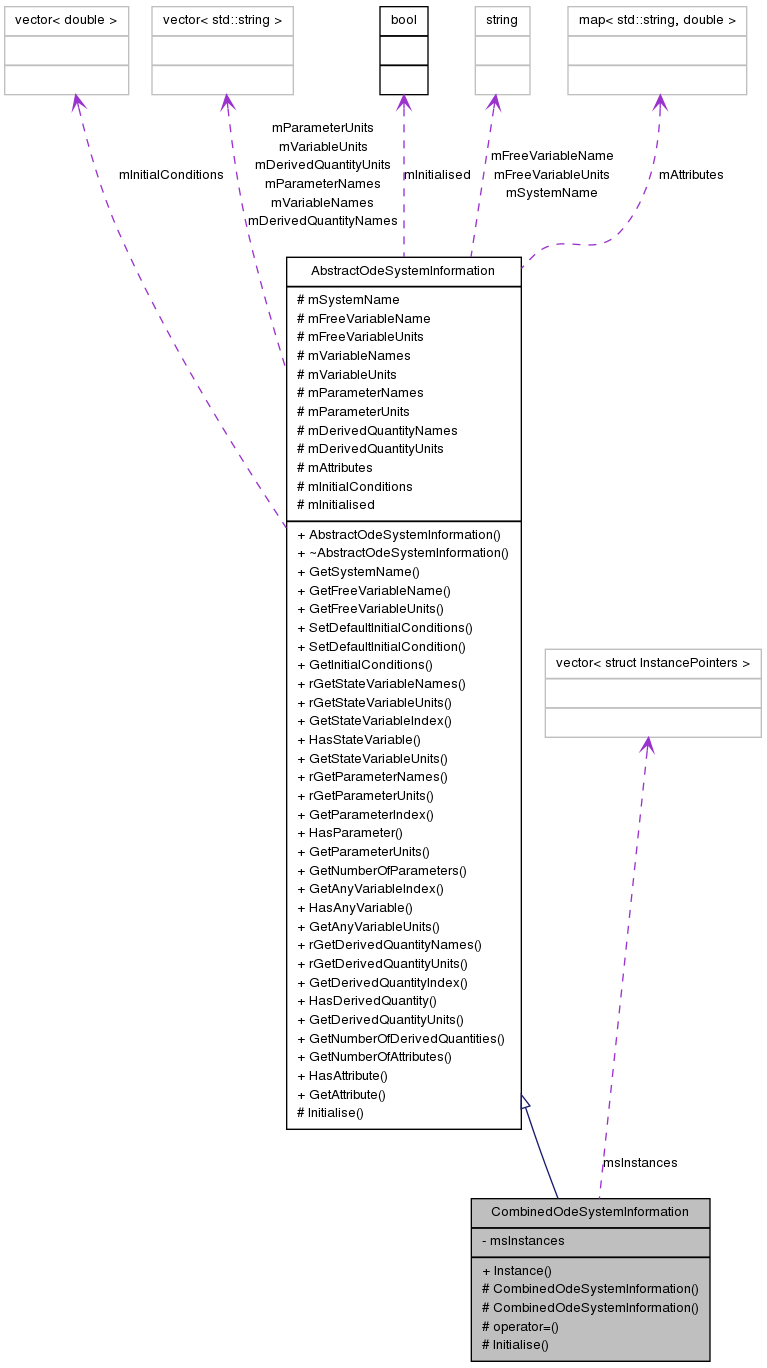 vector< double >
vector< std::string >
bool
string
map< std::string, double >
mInitialConditions
mParameterUnits
mVariableUnits
mDerivedQuantityUnits
mParameterNames
mVariableNames
mDerivedQuantityNames
mInitialised
mFreeVariableName
mFreeVariableUnits
mSystemName
mAttributes
AbstractOdeSystemInformation
# mSystemName
# mFreeVariableName
# mFreeVariableUnits
# mVariableNames
# mVariableUnits
# mParameterNames
# mParameterUnits
# mDerivedQuantityNames
# mDerivedQuantityUnits
# mAttributes
# mInitialConditions
# mInitialised
+ AbstractOdeSystemInformation()
+ ~AbstractOdeSystemInformation()
+ GetSystemName()
+ GetFreeVariableName()
+ GetFreeVariableUnits()
+ SetDefaultInitialConditions()
+ SetDefaultInitialCondition()
+ GetInitialConditions()
+ rGetStateVariableNames()
+ rGetStateVariableUnits()
+ GetStateVariableIndex()
+ HasStateVariable()
+ GetStateVariableUnits()
+ rGetParameterNames()
+ rGetParameterUnits()
+ GetParameterIndex()
+ HasParameter()
+ GetParameterUnits()
+ GetNumberOfParameters()
+ GetAnyVariableIndex()
+ HasAnyVariable()
+ GetAnyVariableUnits()
+ rGetDerivedQuantityNames()
+ rGetDerivedQuantityUnits()
+ GetDerivedQuantityIndex()
+ HasDerivedQuantity()
+ GetDerivedQuantityUnits()
+ GetNumberOfDerivedQuantities()
+ GetNumberOfAttributes()
+ HasAttribute()
+ GetAttribute()
# Initialise()
vector< struct InstancePointers >
msInstances
CombinedOdeSystemInformation
- msInstances
+ Instance()
# CombinedOdeSystemInformation()
# CombinedOdeSystemInformation()
# operator=()
# Initialise()